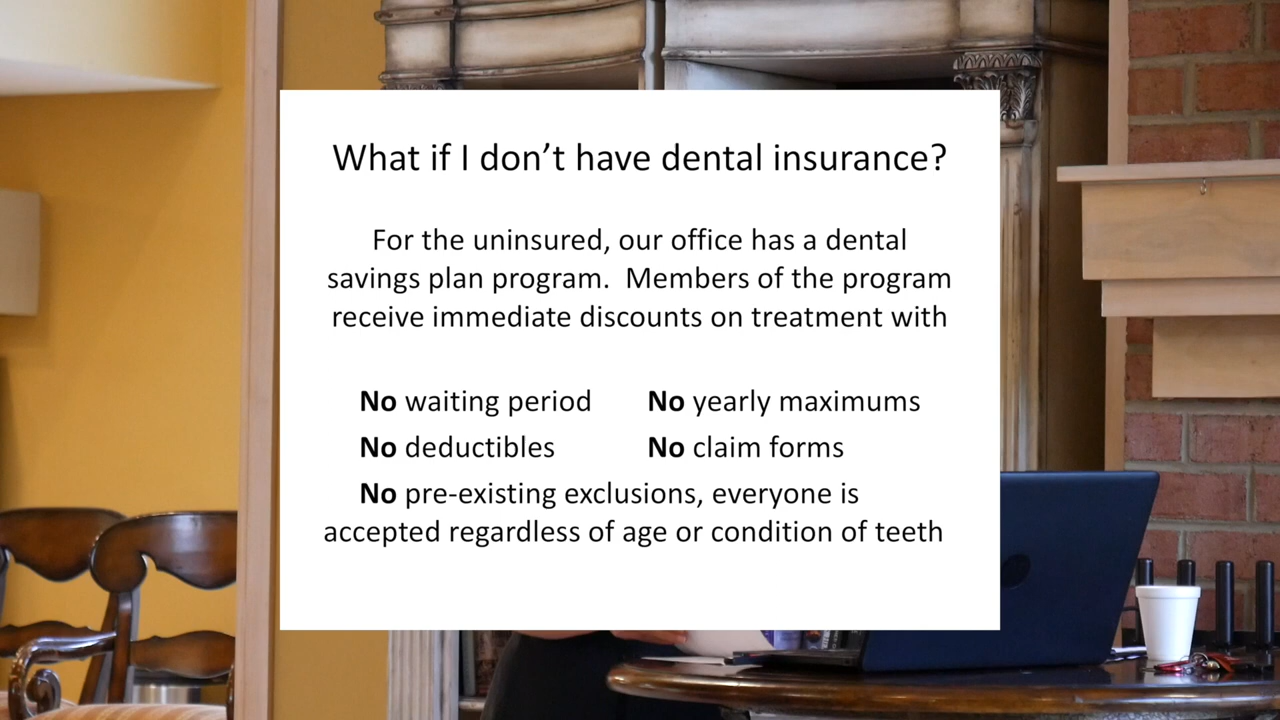 What if I don’t have dental insurance?
For the uninsured, our office has a dental
savings plan program.  Members of the program
receive immediate discounts on treatment with
No waiting period No yearly maximums
No deductibles No claim forms
No pre-existing exclusions, everyone is
accepted regardless of age or condition of teeth